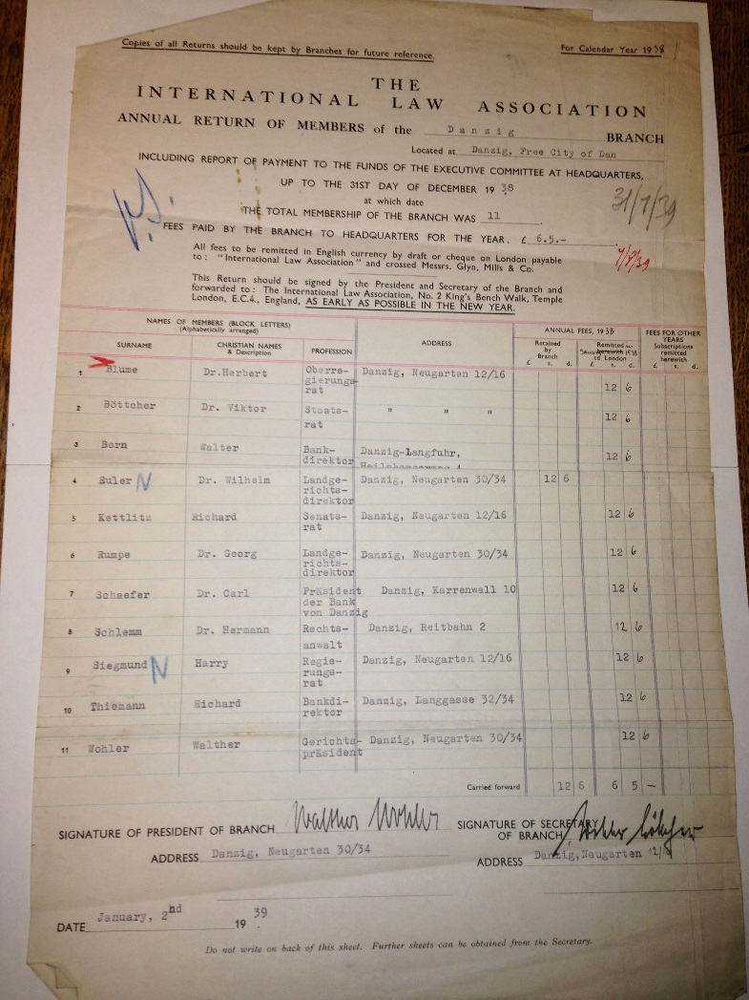 Copies of all Returns should be kept by Branches for future reference.
For Calendar Year 1938
THE
INTERNATIONAL LAW ASSOCIATION
ANNUAL RETURN OF MEMBERS of the Danzig BRANCH
Located at Danzig, Free City of Dan
INCLUDING REPORT OF PAYMENT TO THE FUNDS OF THE EXECUTIVE COMMITTEE AT HEADQUARTERS,
UP TO THE 31ST DAY OF DECEMBER 1938
at which date
31/7/39
THE TOTAL MEMBERSHIP OF THE BRANCH WAS 11
FEES PAID BY THE BRANCH TO HEADQUARTERS FOR THE YEAR. £ 6.5.-
All fees to be remitted in English currency by draft or cheque on London payable
to: "International Law Association" and crossed Messrs. Glyn, Mills & Co.
This Return should be signed by the President and Secretary of the Branch and
forwarded to: The International Law Association, No. 2 King's Bench Walk, Temple
London, E.C.4., England, AS EARLY AS POSSIBLE IN THE NEW YEAR.
NAMES OF MEMBERS (BLOCK LETTERS)
(Alphabetically arranged)
SURNAME
CHRISTIAN NAMES
& Description
PROFESSION
ADDRESS
ANNUAL FEES, 1938
Retained
by
Branch
£ s. d.
Remitted
herewith 1938
to London
£ s. d.
FEES FOR OTHER
YEARS
Subscriptions
remitted
herewith
£ s. d.
1 Blume Dr.Herbert Oberre- Danzig, Neugarten 12/16
gierungs-
rat
12 6
2 Böttcher Dr. Viktor Staats- " " "
rat
12 6
3 Born Walter Bank- Danzig-Langfuhr,
direktor
12 6
4 Euler N Dr. Wilhelm Landge- Danzig, Neugarten 30/34 12 6
richts-
direktor
5 Kettlitz Richard Senats- Danzig, Neugarten 12/16 12 6
rat
6 Rumpe Dr. Georg Landge- Danzig, Neugarten 30/34 12 6
richts-
direktor
7 Schaefer Dr. Carl Präsident Danzig, Karrenwall 10 12 6
der Bank
von Danzig
8 Schlemm Dr. Hermann Rechts- Danzig, Reitbahn 2 12 6
anwalt
9 Siegmund N Harry Regie- Danzig, Neugarten 12/16 12 6
rungs-
rat
10 Thiemann Richard Bankdi- Danzig, Langgasse 32/34 12 6
rektor
11 Wohler Walther Gerichts- Danzig, Neugarten 30/34 12 6
präsident
Carried forward 12 6 6 5 -
SIGNATURE OF PRESIDENT OF BRANCH Walther Wohler
SIGNATURE OF SECRETARY
OF BRANCH
ADDRESS Danzig, Neugarten 30/34
ADDRESS Danzig,Neugarten 12/16
DATE January, 2nd 1939.
Do not write on back of this sheet. Further sheets can be obtained from the Secretary.